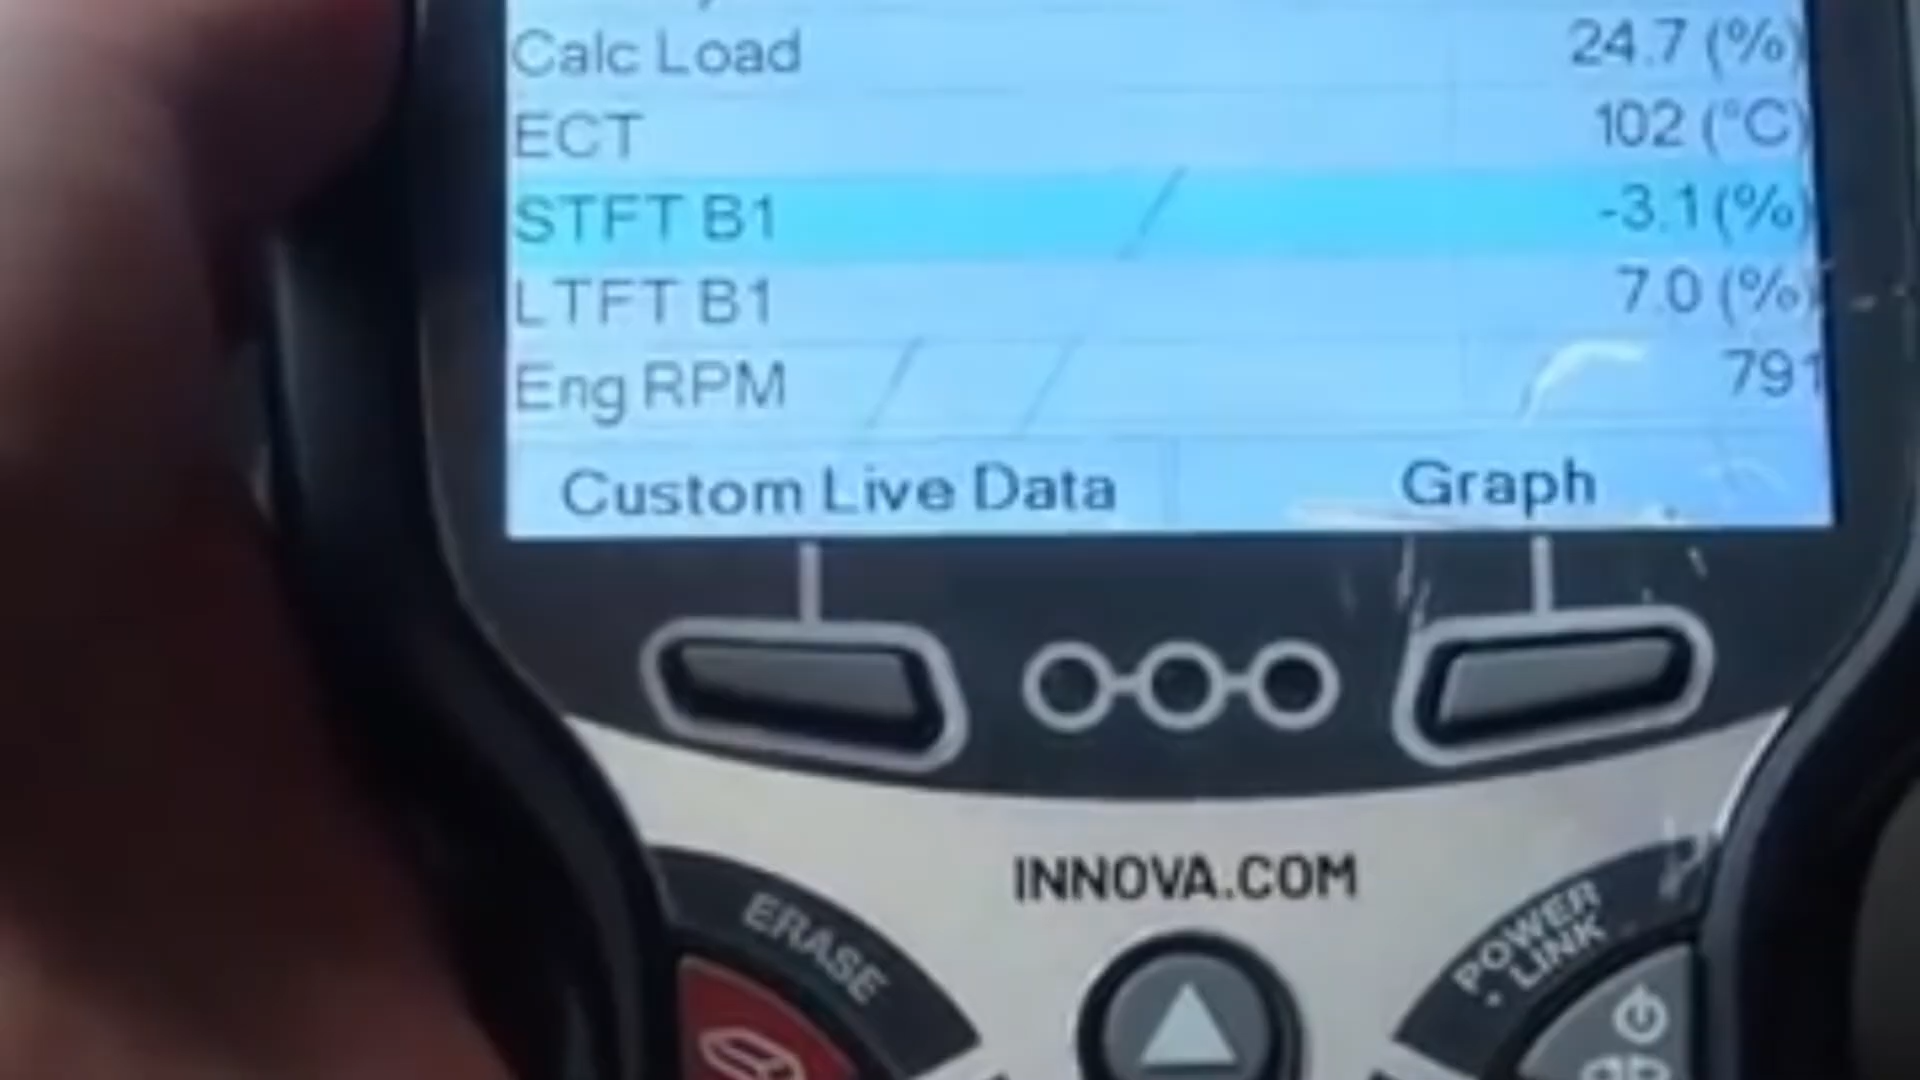 Calc Load 24.7 (%)
ECT 102 (°C)
STFT B1 -3.1 (%)
LTFT B1 7.0 (%)
Eng RPM 791
Custom Live Data Graph
INNOVA.COM
ERASE
POWER
LINK